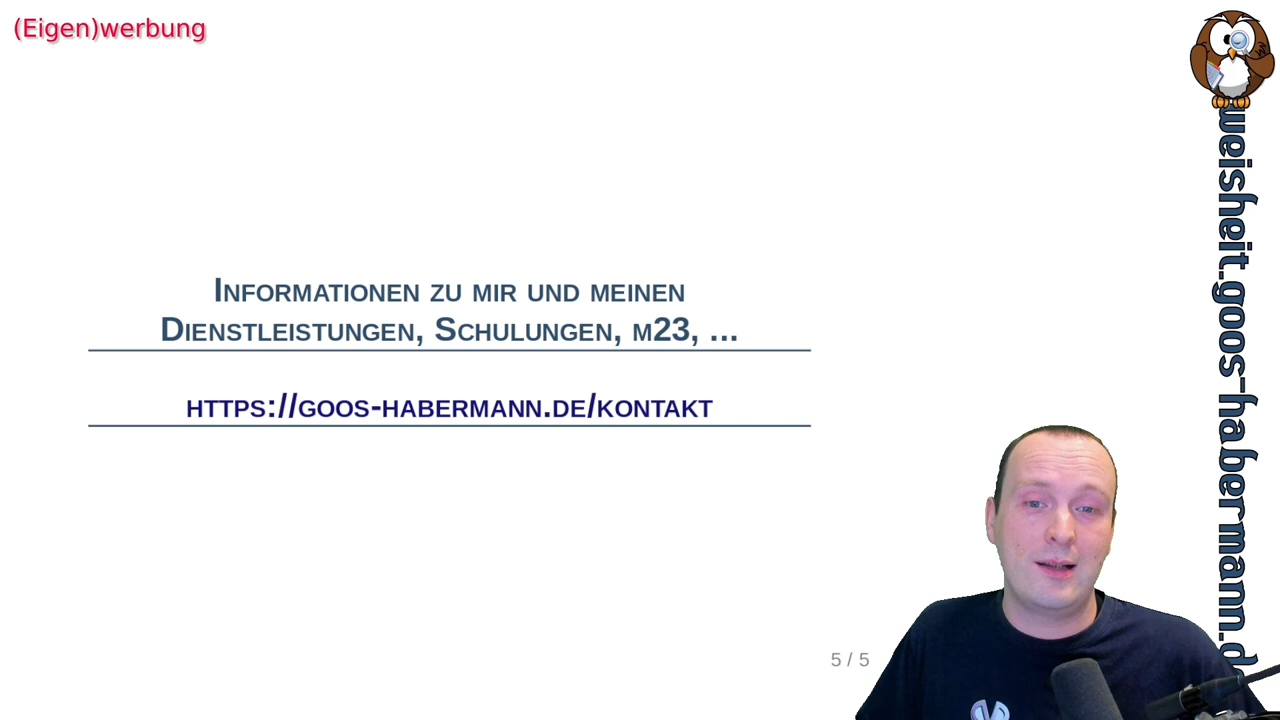 (Eigen)werbung
Informationen zu mir und meinen
Dienstleistungen, Schulungen, m23, ...
https://goos-habermann.de/kontakt
weisheit.goos-habermann.d
5 / 5